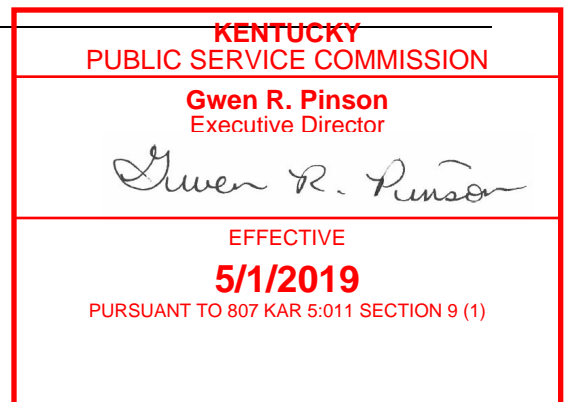 KENTUCKY
PUBLIC SERVICE COMMISSION
Gwen R. Pinson
Executive Director
Gwen R. Pinson
EFFECTIVE
5/1/2019
PURSUANT TO 807 KAR 5:011 SECTION 9 (1)